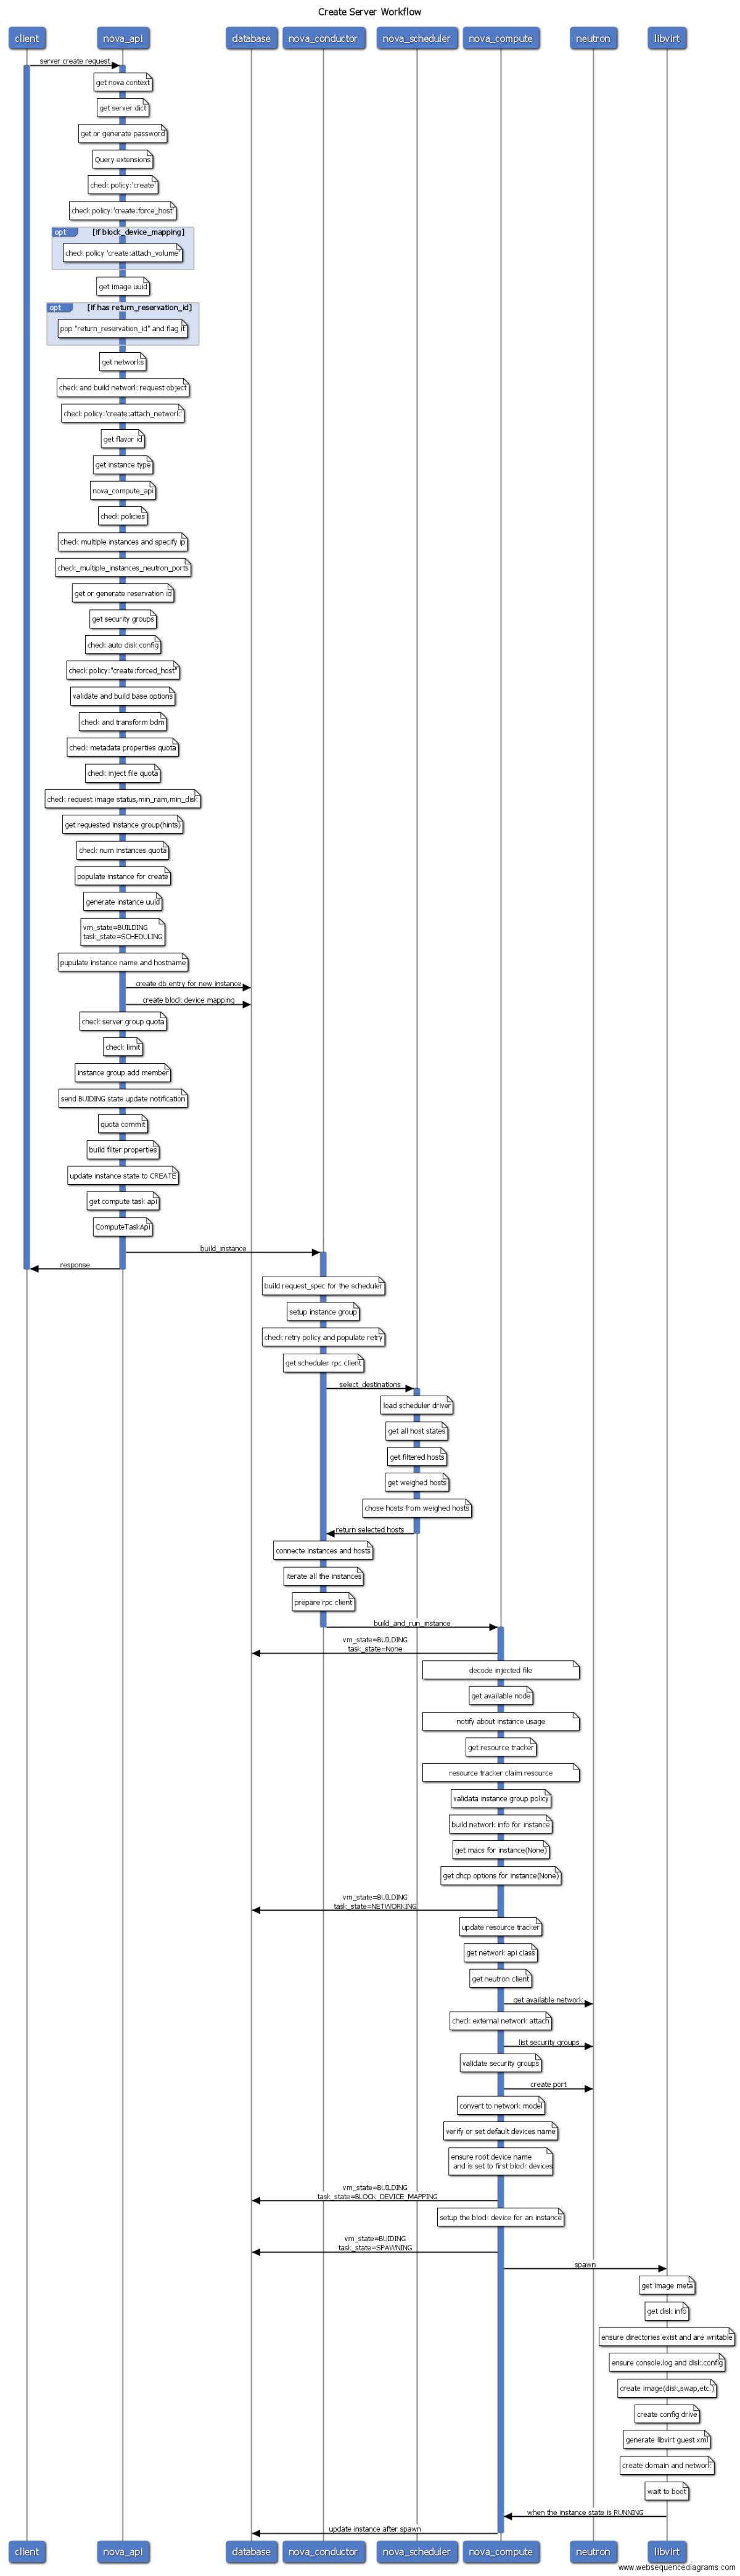 Create Server Workflow
client
nova_api
database
nova_conductor
nova_scheduler
nova_compute
neutron
libvirt
server create request
get nova context
get server dict
get or generate password
Query extensions
check policy:'create'
check policy:'create:force_host'
opt
[if block_device_mapping]
check policy 'create:attach_volume'
get image uuid
opt
[if has return_reservation_id]
pop "return_reservation_id" and flag it
get networks
check and build network request object
check policy:'create:attach_network'
get flavor id
get instance type
nova_compute_api
check policies
check multiple instances and specify ip
check_multiple_instances_neutron_ports
get or generate reservation id
get security groups
check auto disk config
check policy:"create:forced_host"
validate and build base options
check and transform bdm
check metadata properties quota
check inject file quota
check request image status,min_ram,min_disk
get requested instance group(hints)
check num instances quota
populate instance for create
generate instance uuid
vm_state=BUILDING
task_state=SCHEDULING
pupulate instance name and hostname
create db entry for new instance
create block device mapping
check server group quota
check limit
instance group add member
send BUIDING state update notification
quota commit
build filter properties
update instance state to CREATE
get compute task api
ComputeTaskApi
build_instance
response
build request_spec for the scheduler
setup instance group
check retry policy and populate retry
get scheduler rpc client
select_destinations
load scheduler driver
get all host states
get filtered hosts
get weighed hosts
chose hosts from weighed hosts
return selected hosts
connecte instances and hosts
iterate all the instances
prepare rpc client
build_and_run_instance
vm_state=BUILDING
task_state=None
decode injected file
get available node
notify about instance usage
get resource tracker
resource tracker claim resource
validata instance group policy
build network info for instance
get macs for instance(None)
get dhcp options for instance(None)
vm_state=BUILDING
task_state=NETWORKING
update resource tracker
get network api class
get neutron client
get available network
check external network attach
list security groups
validate security groups
create port
convert to network model
verify or set default devices name
ensure root device name
and is set to first block devices
vm_state=BUILDING
task_state=BLOCK_DEVICE_MAPPING
setup the block device for an instance
vm_state=BUIDING
task_state=SPAWNING
spawn
get image meta
get disk info
ensure directories exist and are writable
ensure console.log and disk.config
create image(disk,swap,etc.)
create config drive
generate libvirt guest xml
create domain and network
wait to boot
when the instance state is RUNNING
update instance after spawn
client
nova_api
database
nova_conductor
nova_scheduler
nova_compute
neutron
libvirt
www.websequencediagrams.com